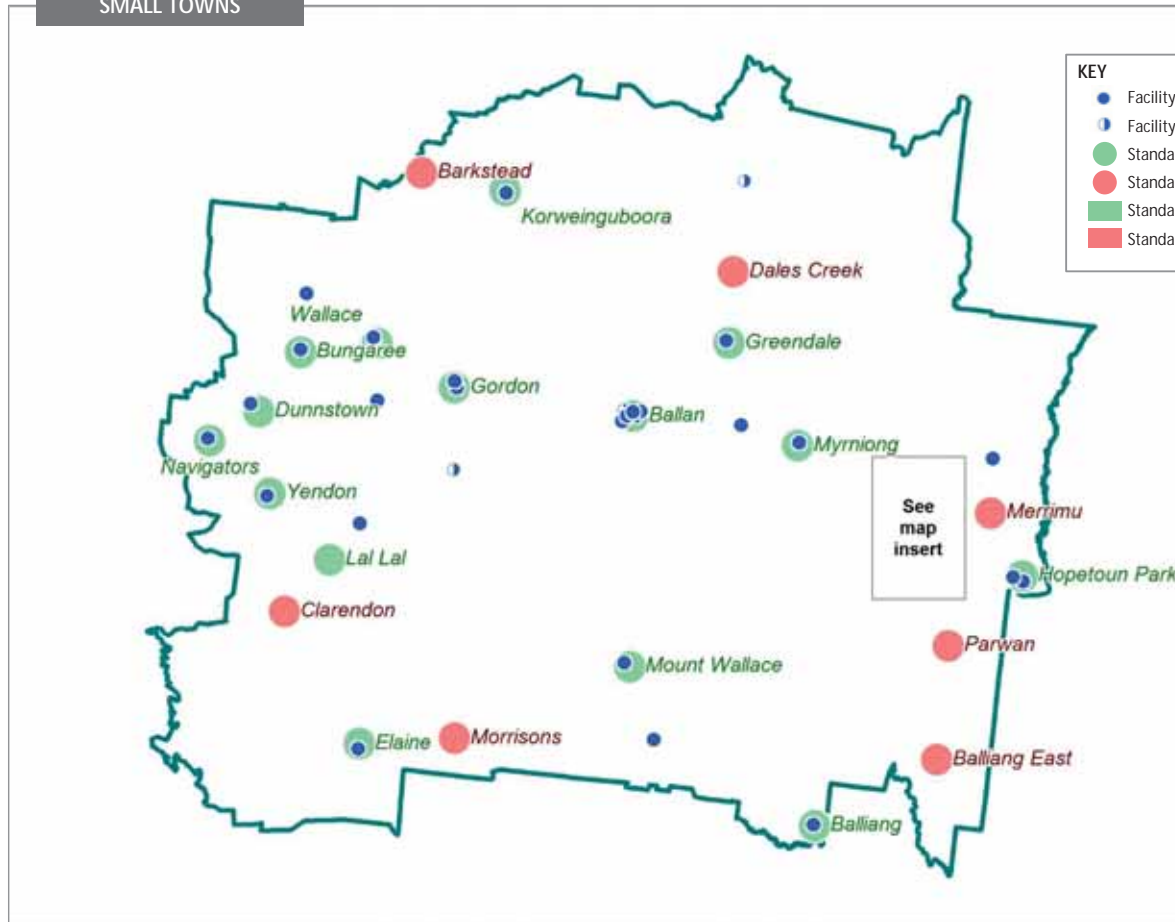 SMALL TOWNS
KEY
Facility
Facility
Standa
Standa
Standa
Standa
Barkstead
Korweinguboora
Dales Creek
Wallace
Bungaree
Greendale
Gordon
Dunnstown
Ballan
Myrniong
Navigators
Yendon
See
map
insert
Merrimu
Lal Lal
Hopetoun Park
Clarendon
Parwan
Mount Wallace
Elaine
Morrisons
Balliang East
Balliang